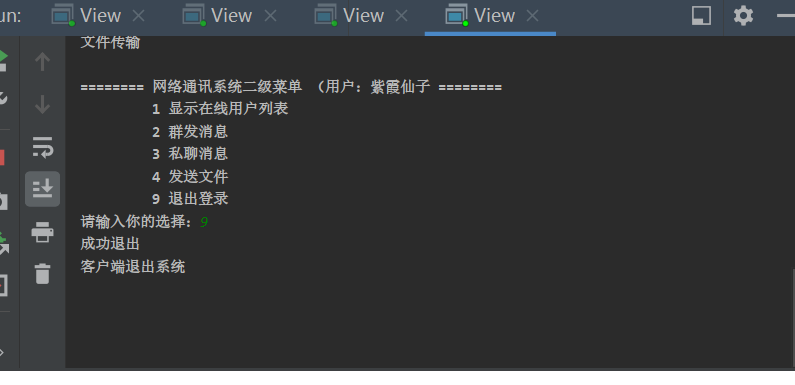 un: View View View View
文件传输
======== 网络通讯系统二级菜单 （用户：紫霞仙子 ========
1 显示在线用户列表
2 群发消息
3 私聊消息
4 发送文件
9 退出登录
请输入你的选择：9
成功退出
客户端退出系统